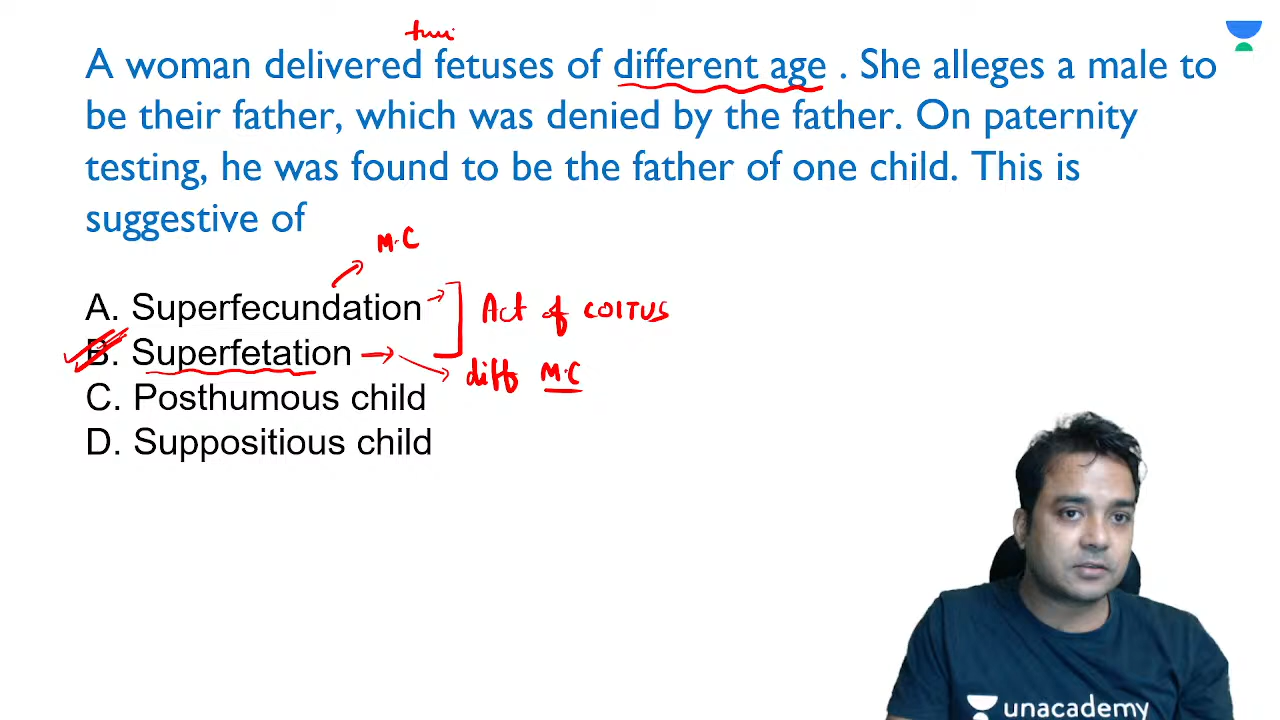 A woman delivered fetuses of different age . She alleges a male to
be their father, which was denied by the father. On paternity
testing, he was found to be the father of one child. This is
suggestive of
M.C
A. Superfecundation
Act of COITUS
B. Superfetation
diff M.C
C. Posthumous child
D. Suppositious child
unacademy